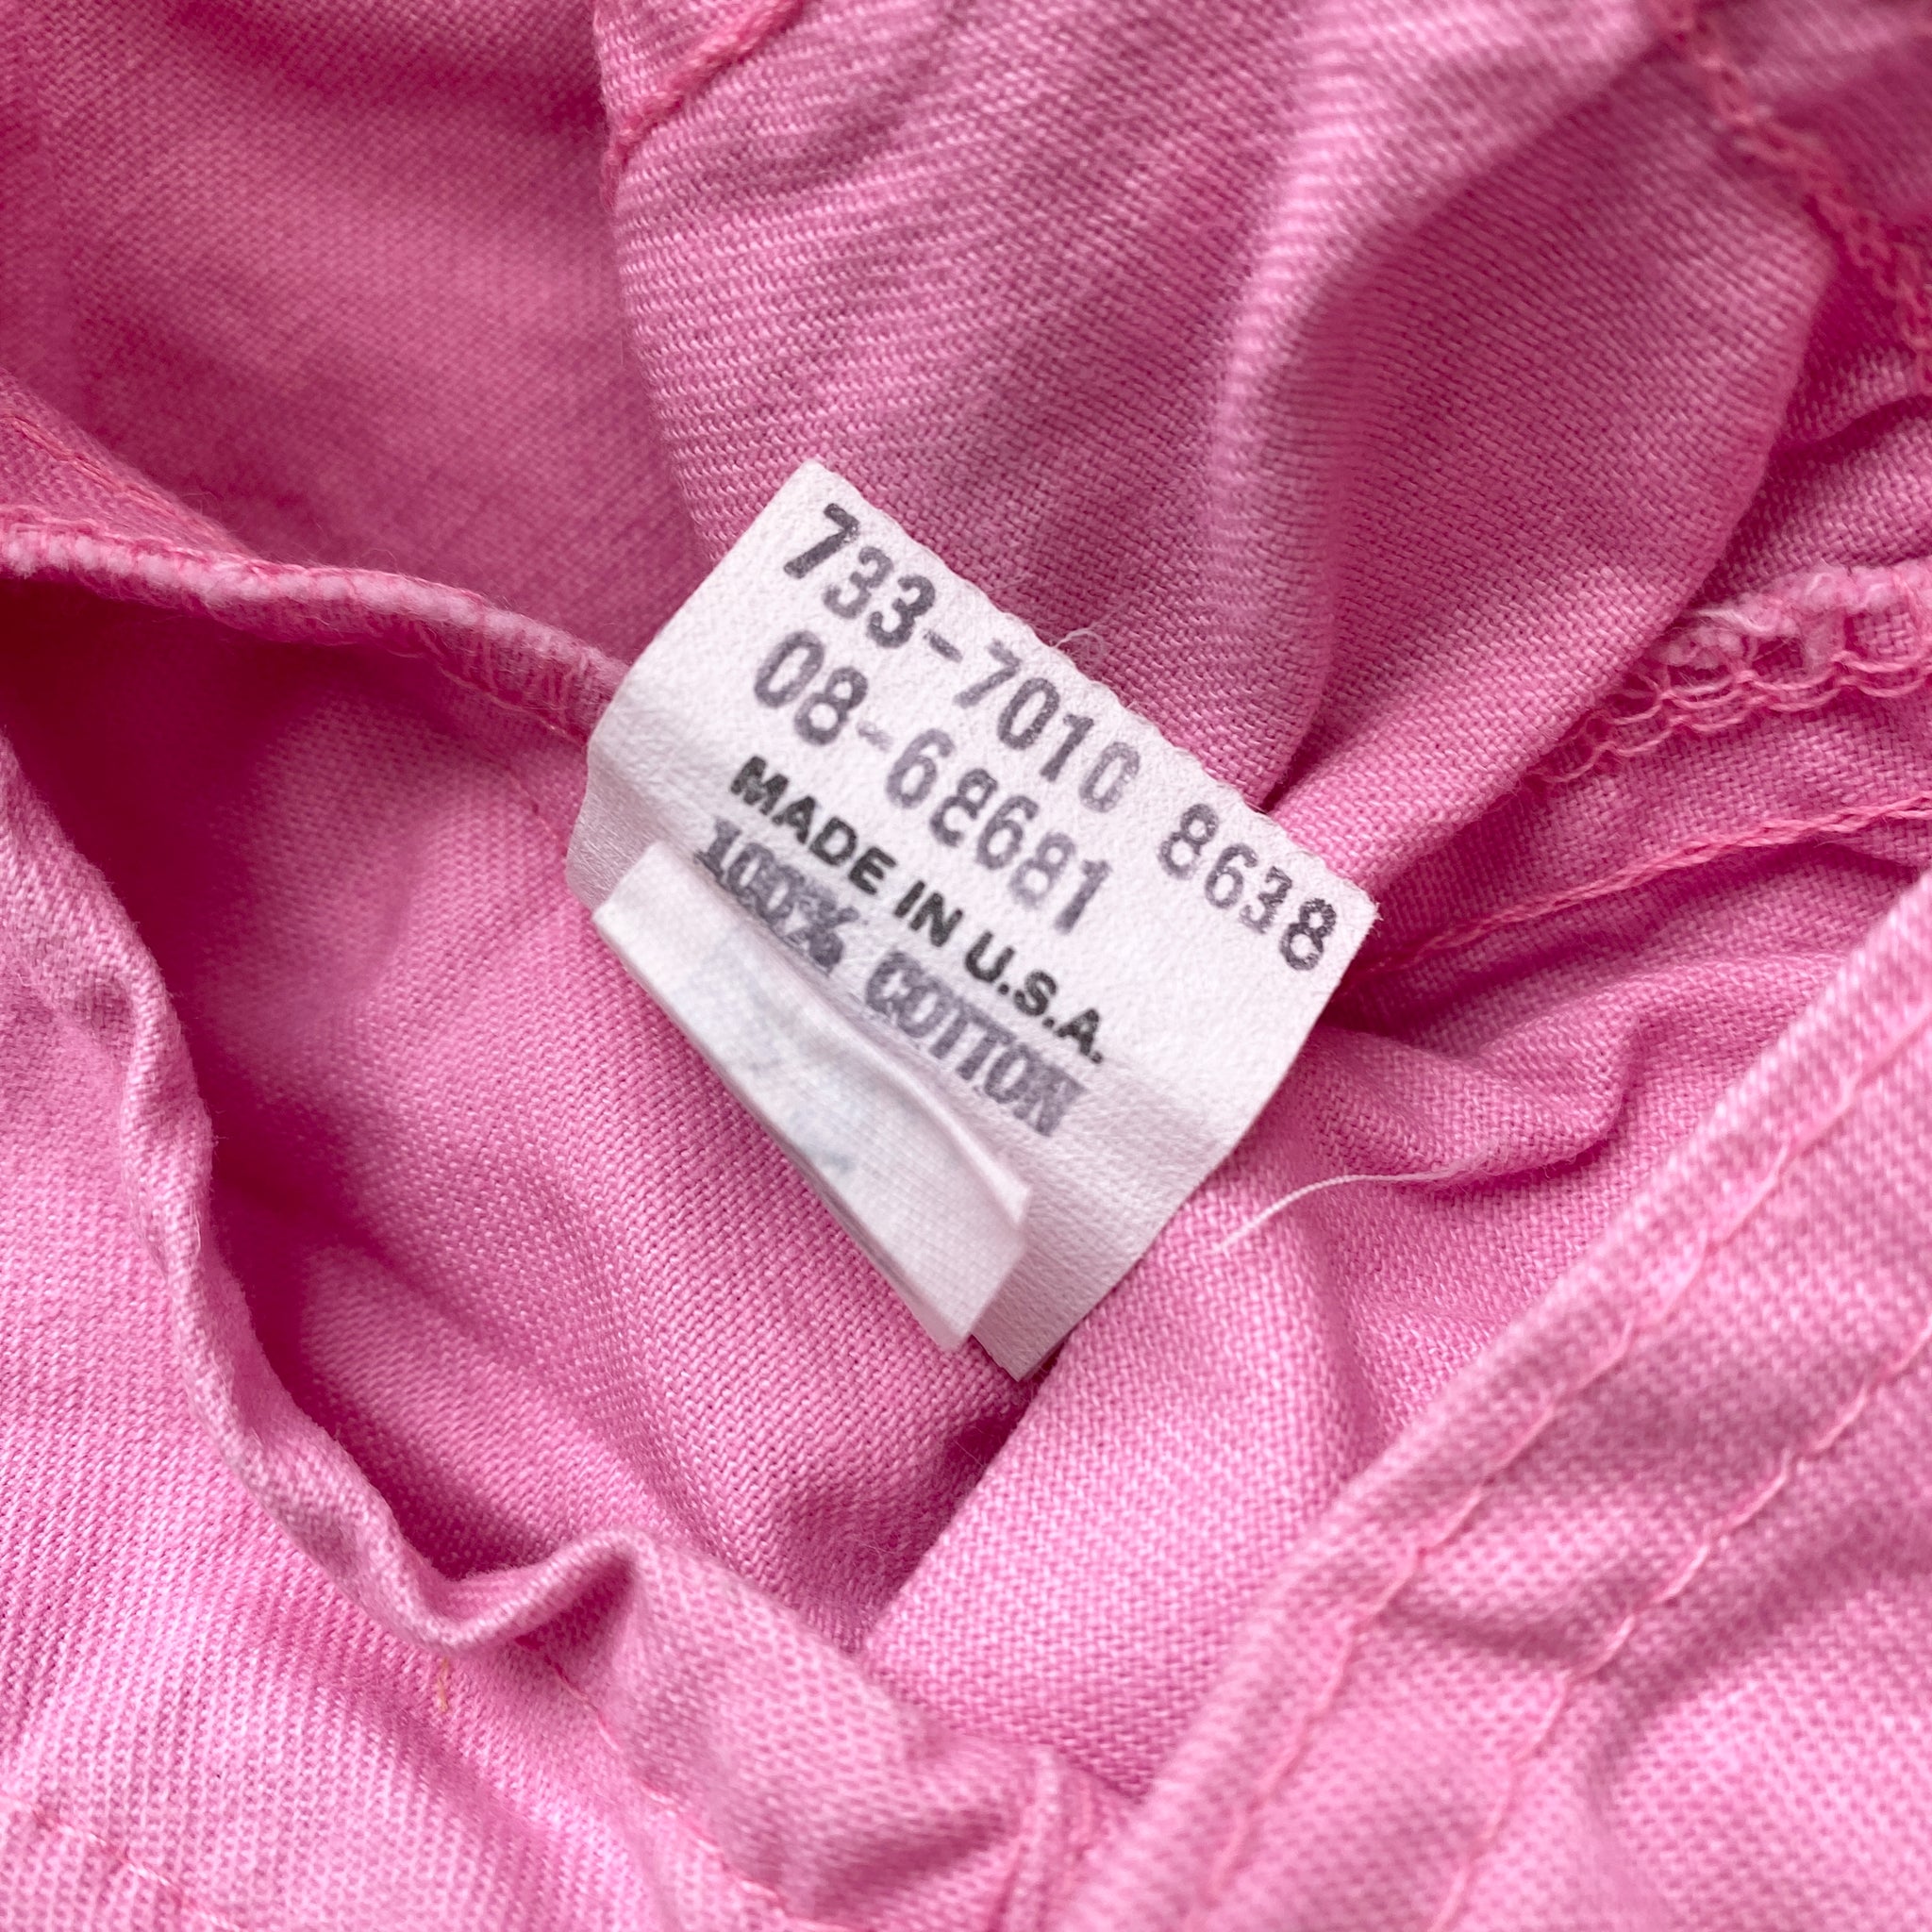 733-7010 8638
08-68681
MADE IN U.S.A.
100% COTTON